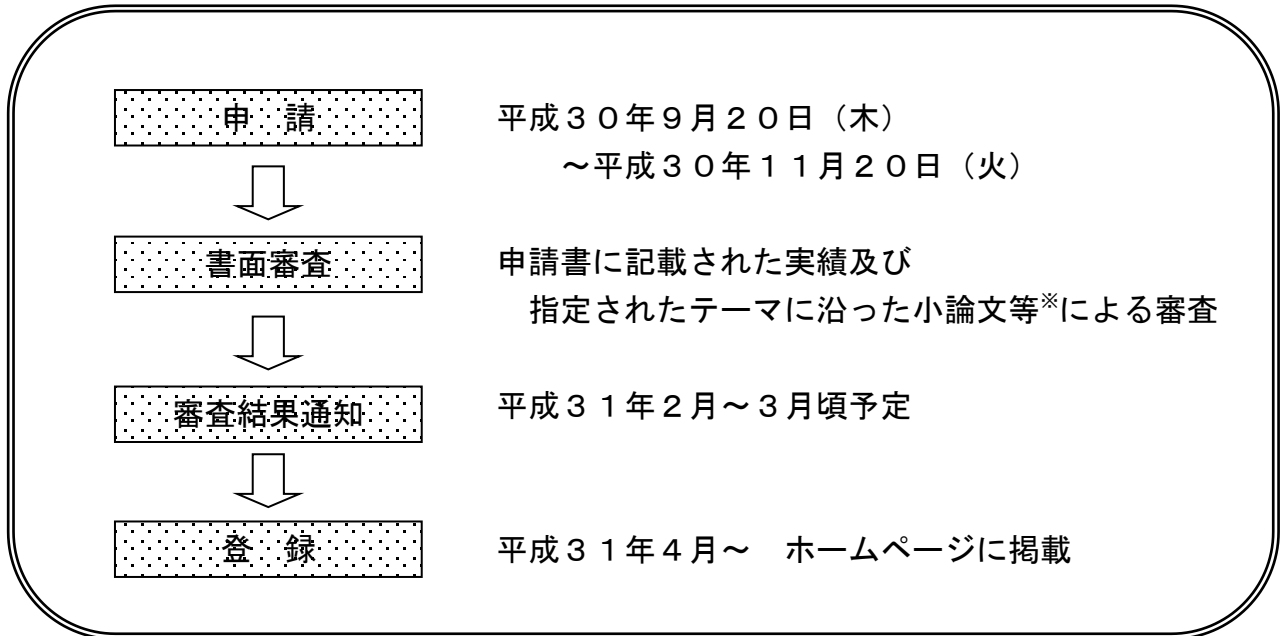 申　請
平成３０年９月２０日（木）
～平成３０年１１月２０日（火）
書面審査
申請書に記載された実績及び
指定されたテーマに沿った小論文等※による審査
審査結果通知
平成３１年２月～３月頃予定
登　録
平成３１年４月～　ホームページに掲載